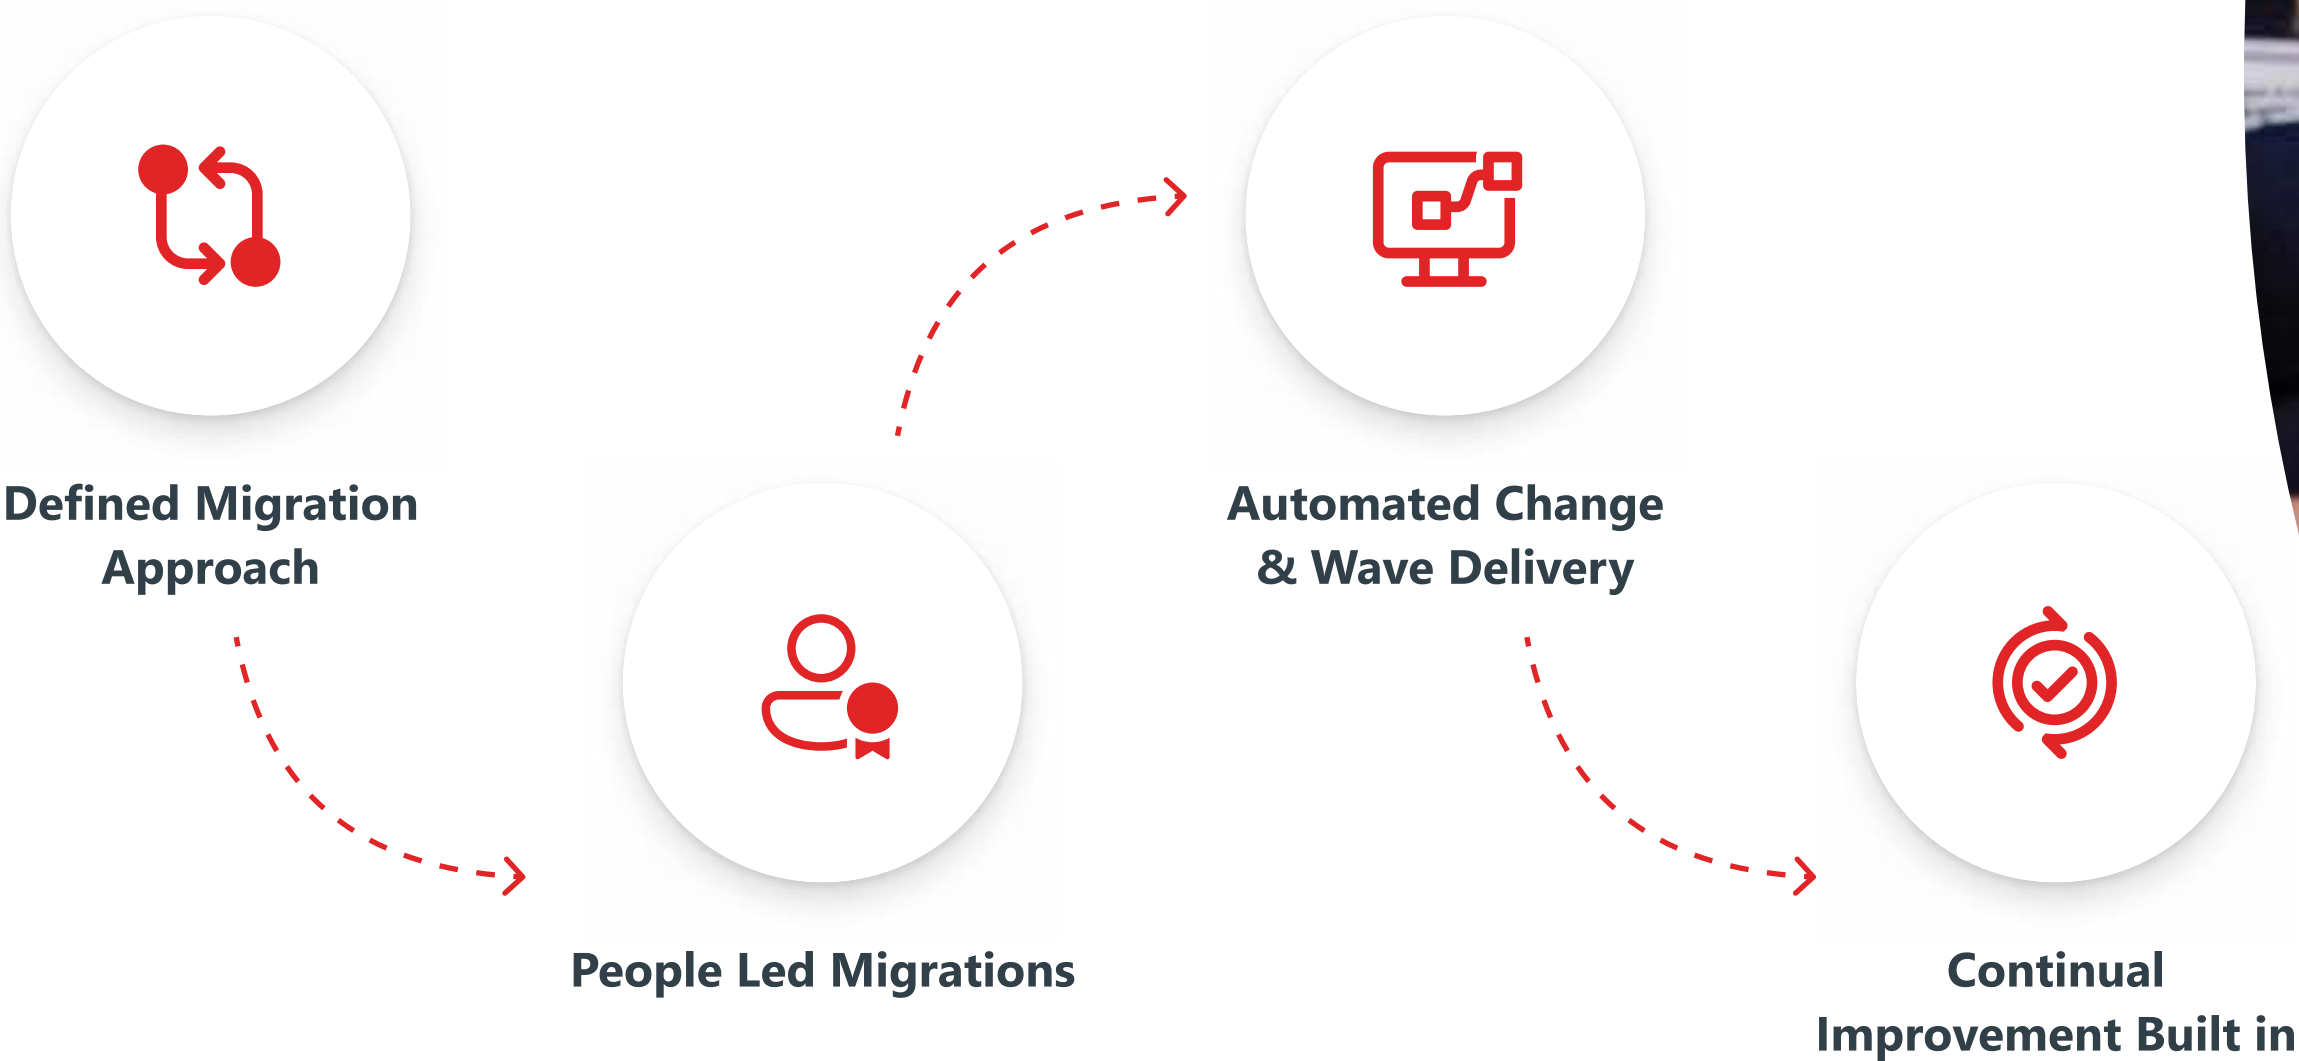 Defined Migration
Approach
People Led Migrations
Automated Change
& Wave Delivery
Continual
Improvement Built in